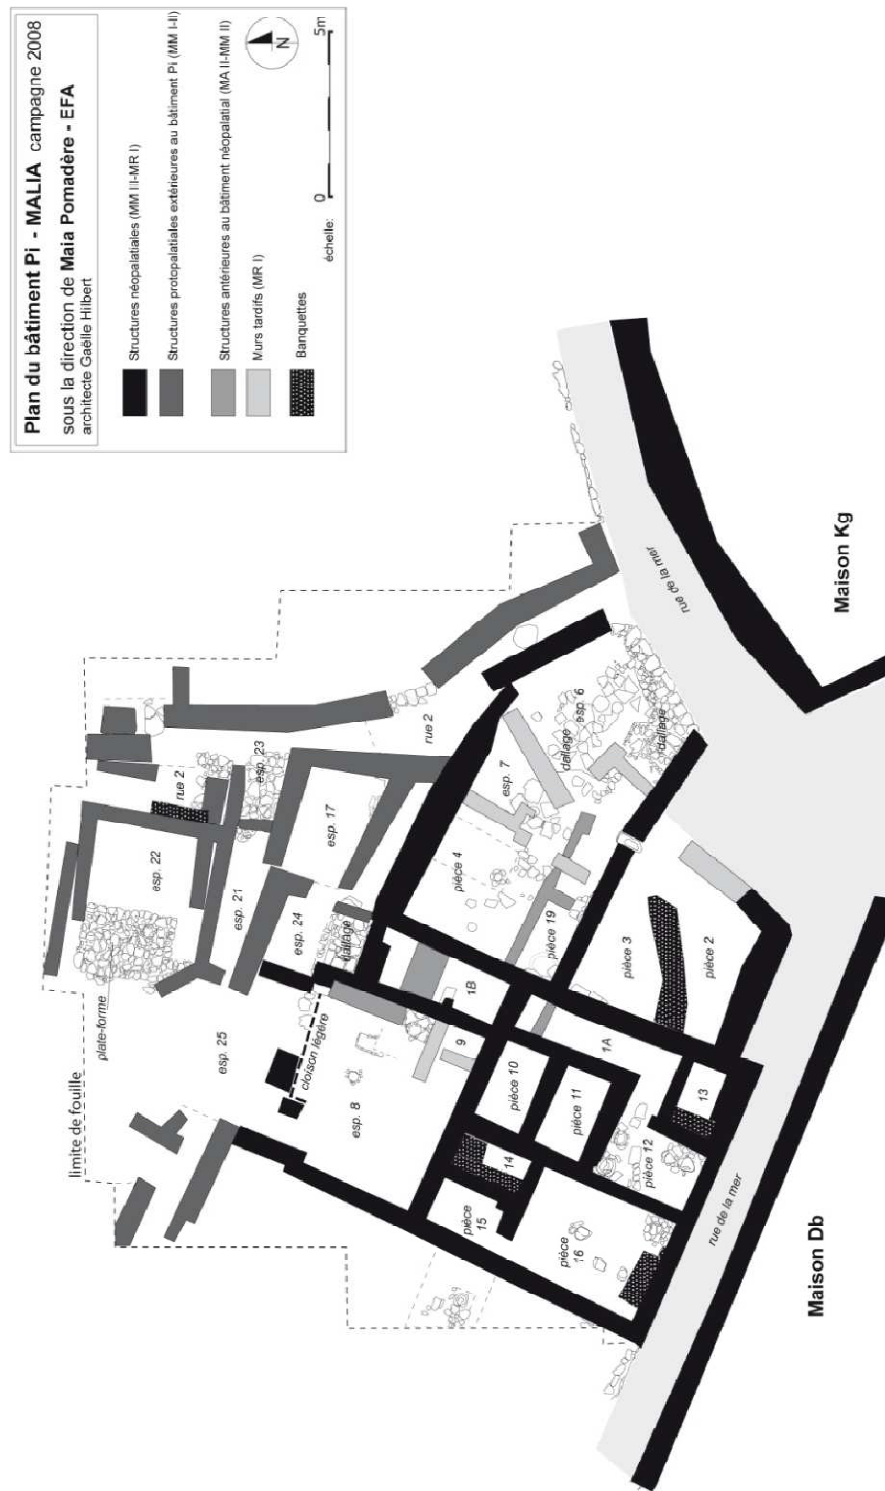 Plan du bâtiment Pi - MALIA campagne 2008
sous la direction de Maia Pomadère - EFA
architecte Gaëlle Hilbert
Structures néopalatiales (MM III-MR I)
Structures protopalatiales extérieures au bâtiment Pi (MM I-II)
Structures antérieures au bâtiment néopalatial (MA II-MM II)
Murs tardifs (MR I)
Banquettes
N
échelle: 0 5m
limite de fouille
plate-forme
esp. 25
esp. 22
rue 2
esp. 21
esp. 23
esp. 24
esp. 17
dallage
rue 2
cloison légère
esp. 8
9
1B
pièce 4
esp. 7
esp. 6
dallage
dallage
pièce 19
pièce 3
pièce 2
1A
pièce 10
pièce 11
pièce 12
13
14
pièce
15
pièce
16
rue de la mer
rue de la mer
Maison Db
Maison Kg